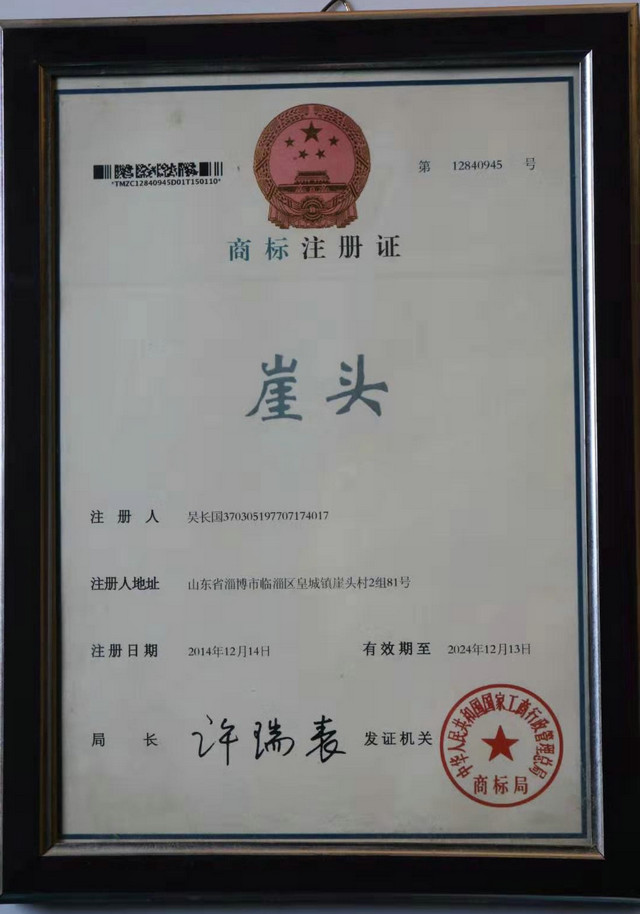 第 12840945 号
*TMZC12840945D01T150110*
商标注册证
崖头
注册人 吴长国370305197707174017
注册人地址 山东省淄博市临淄区皇城镇崖头村2组81号
注册日期 2014年12月14日 有效期至 2024年12月13日
局长 许瑞表 发证机关
中华人民共和国国家工商行政管理总局
商标局